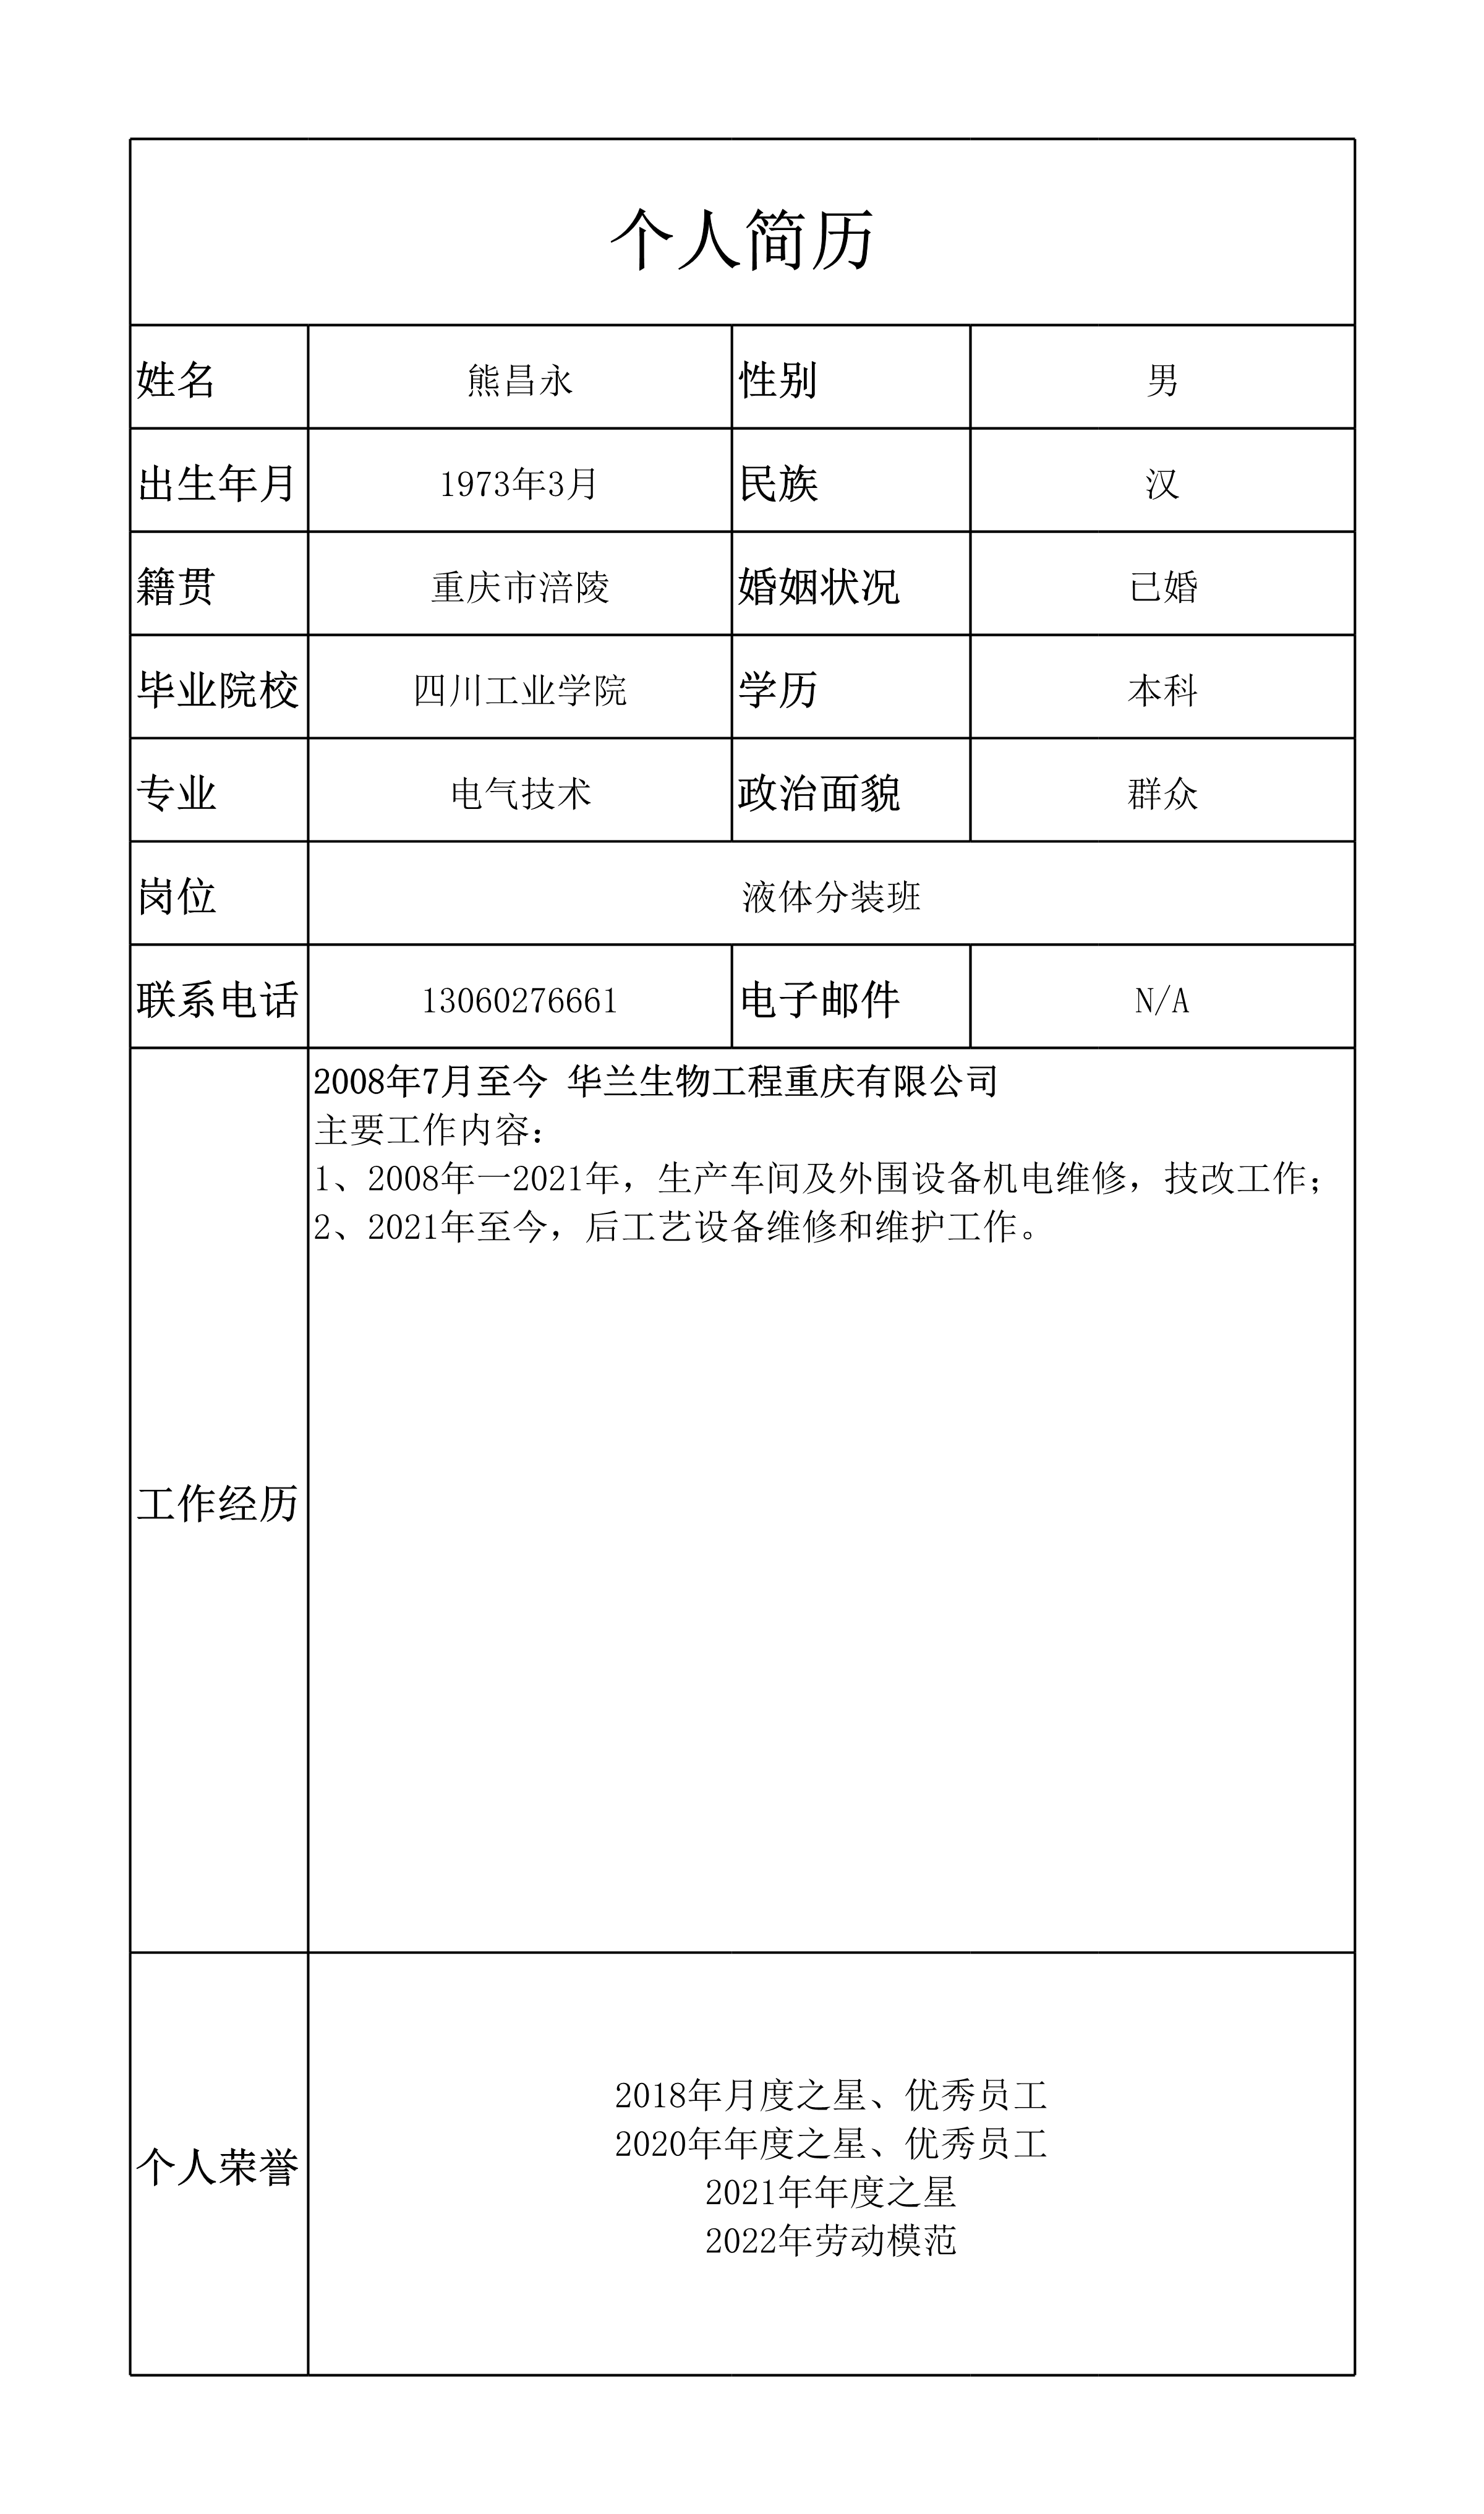 个人简历
姓名 熊昌永 性别 男
出生年月 1973年3月 民族 汉
籍贯 重庆市涪陵 婚姻状况 已婚
毕业院校 四川工业学院 学历 本科
专业 电气技术 政治面貌 群众
岗位 液体分装班
联系电话 13006276661 电子邮件 N/A
2008年7月至今 华兰生物工程重庆有限公司
主要工作内容：
1、2008年一2021年，生产车间及外围设备机电维修，技改工作；
2、2021年至今，后工艺设备维修和维护工作。
工作经历
2018年月度之星、优秀员工
2020年年度之星、优秀员工
个人荣誉
2021年年度之星
2022年劳动模范